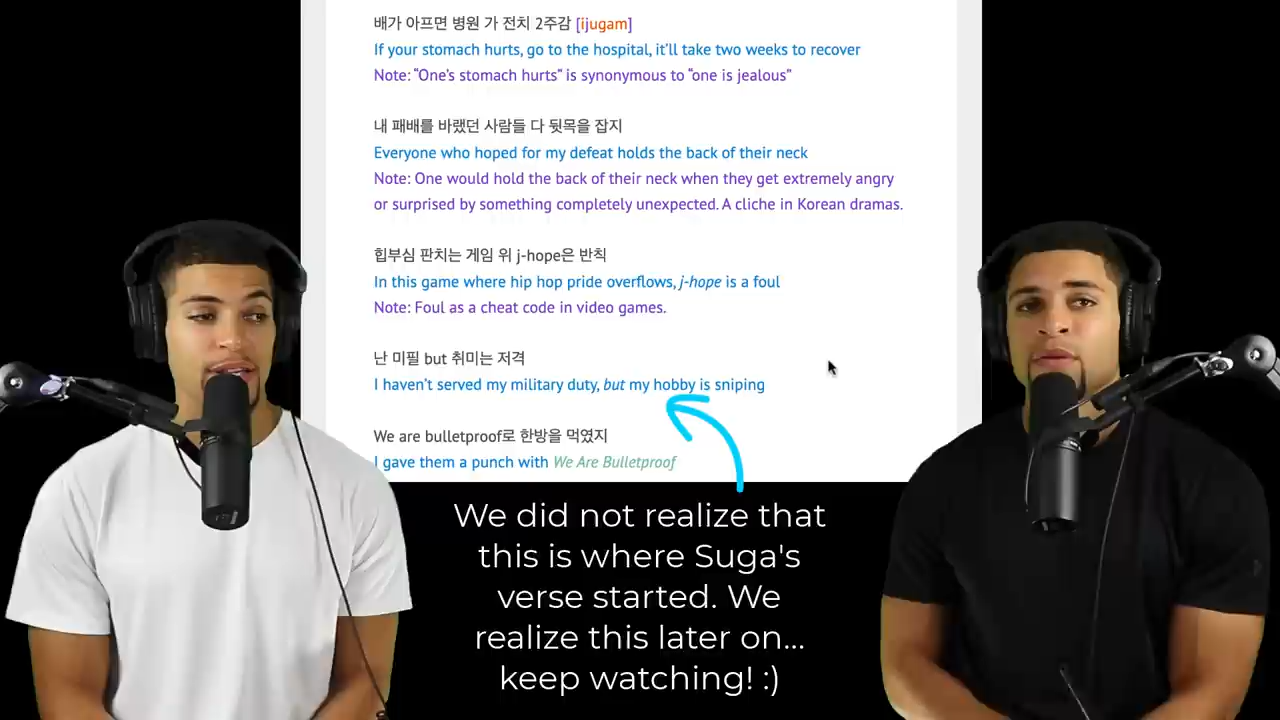 배가 아프면 병원 가 전치 2주감 [ijugam]
If your stomach hurts, go to the hospital, it’ll take two weeks to recover
Note: “One’s stomach hurts” is synonymous to “one is jealous”
내 패배를 바랬던 사람들 다 뒷목을 잡지
Everyone who hoped for my defeat holds the back of their neck
Note: One would hold the back of their neck when they get extremely angry
or surprised by something completely unexpected. A cliche in Korean dramas.
힙부심 판치는 게임 위 j-hope은 반칙
In this game where hip hop pride overflows, j-hope is a foul
Note: Foul as a cheat code in video games.
난 미필 but 취미는 저격
I haven’t served my military duty, but my hobby is sniping
We are bulletproof로 한방을 먹였지
I gave them a punch with We Are Bulletproof
We did not realize that
this is where Suga's
verse started. We
realize this later on...
keep watching! :)